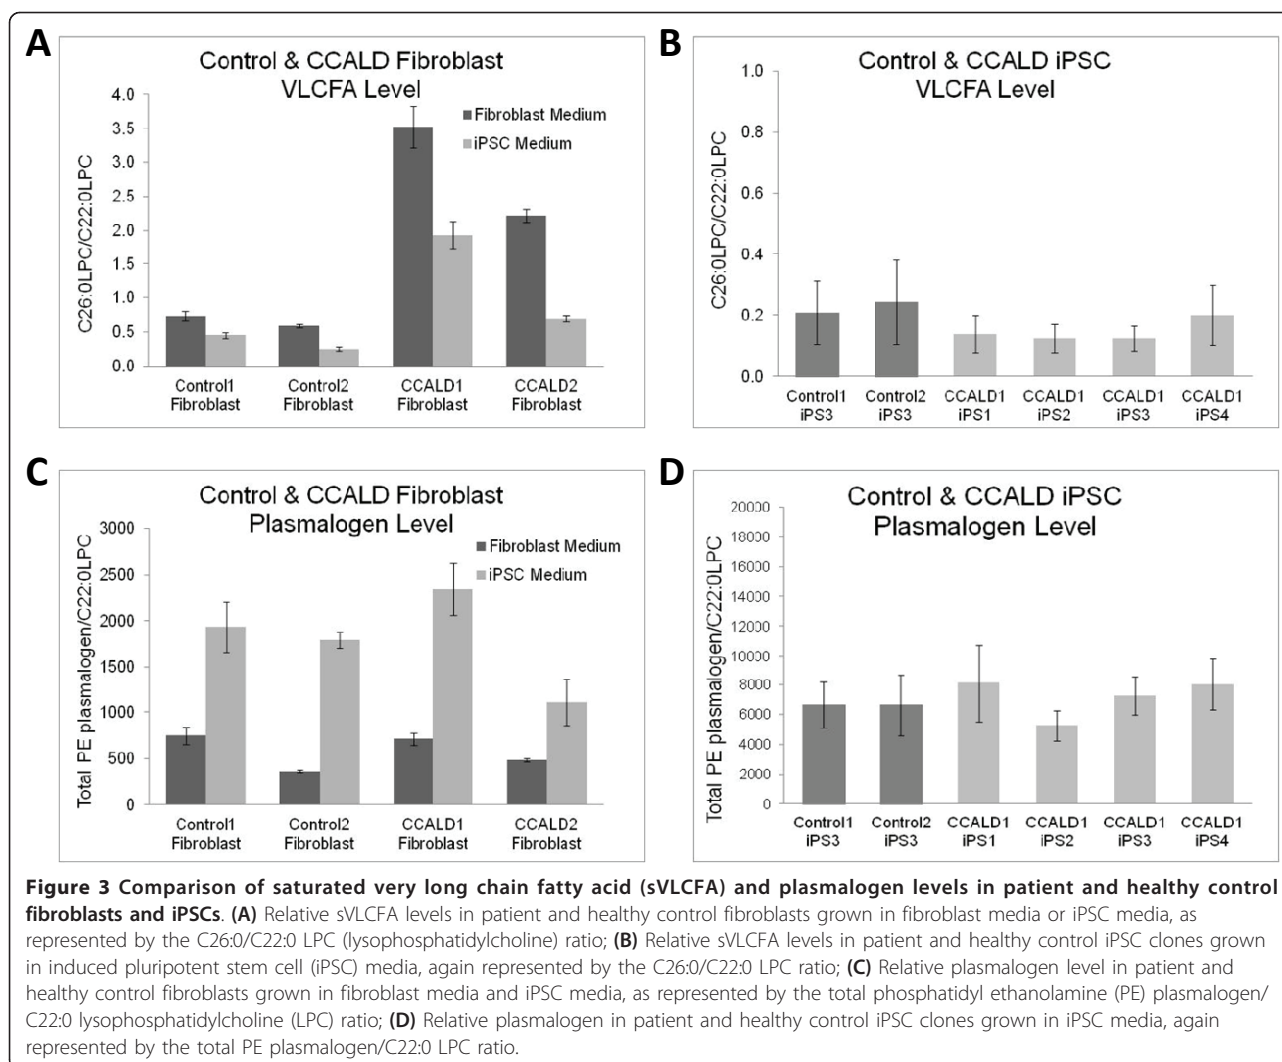 A
Control & CCALD Fibroblast
VLCFA Level
C26:0LPC/C22:0LPC
4.0
3.5
3.0
2.5
2.0
1.5
1.0
0.5
0.0
Fibroblast Medium
iPSC Medium
Control1 Fibroblast
Control2 Fibroblast
CCALD1 Fibroblast
CCALD2 Fibroblast
B
Control & CCALD iPSC
VLCFA Level
C26:0LPC/C22:0LPC
1.0
0.8
0.6
0.4
0.2
0.0
Control1 iPS3
Control2 iPS3
CCALD1 iPS1
CCALD1 iPS2
CCALD1 iPS3
CCALD1 iPS4
C
Control & CCALD Fibroblast
Plasmalogen Level
Total PE plasmalogen/C22:0LPC
3000
2500
2000
1500
1000
500
0
Fibroblast Medium
iPSC Medium
Control1 Fibroblast
Control2 Fibroblast
CCALD1 Fibroblast
CCALD2 Fibroblast
D
Control & CCALD iPSC
Plasmalogen Level
Total PE plasmalogen/C22:0LPC
20000
18000
16000
14000
12000
10000
8000
6000
4000
2000
0
Control1 iPS3
Control2 iPS3
CCALD1 iPS1
CCALD1 iPS2
CCALD1 iPS3
CCALD1 iPS4
Figure 3 Comparison of saturated very long chain fatty acid (sVLCFA) and plasmalogen levels in patient and healthy control
fibroblasts and iPSCs. (A) Relative sVLCFA levels in patient and healthy control fibroblasts grown in fibroblast media or iPSC media, as
represented by the C26:0/C22:0 LPC (lysophosphatidylcholine) ratio; (B) Relative sVLCFA levels in patient and healthy control iPSC clones grown
in induced pluripotent stem cell (iPSC) media, again represented by the C26:0/C22:0 LPC ratio; (C) Relative plasmalogen level in patient and
healthy control fibroblasts grown in fibroblast media and iPSC media, as represented by the total phosphatidyl ethanolamine (PE) plasmalogen/
C22:0 lysophosphatidylcholine (LPC) ratio; (D) Relative plasmalogen in patient and healthy control iPSC clones grown in iPSC media, again
represented by the total PE plasmalogen/C22:0 LPC ratio.